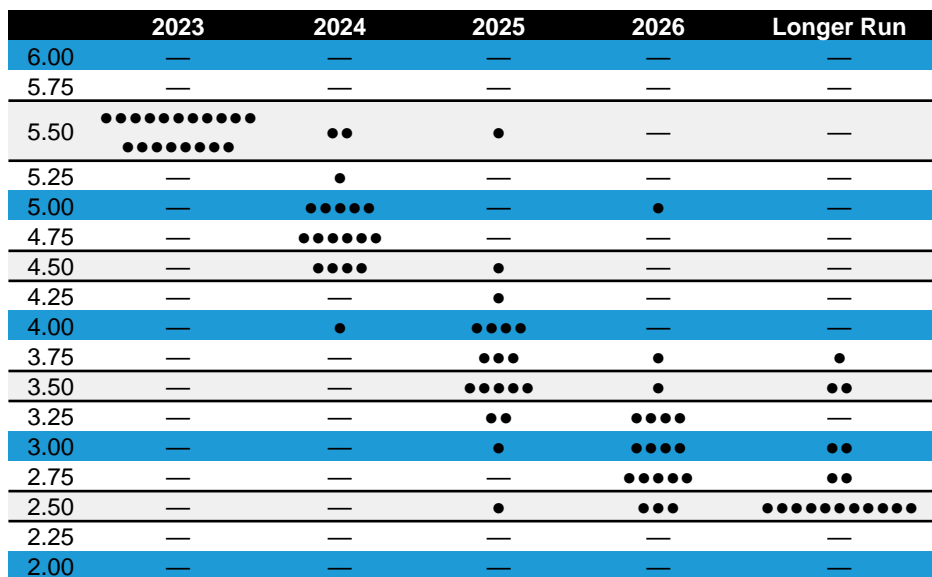 2023 2024 2025 2026 Longer Run
6.00 — — — — —
5.75 — — — — —
5.50 ●●●●●●●●●●● ●● ● — —
●●●●●●●●
5.25 — ● — — —
5.00 — ●●●●● — ● —
4.75 — ●●●●●● — — —
4.50 — ●●●● ● — —
4.25 — — ● — —
4.00 — ● ●●●● — —
3.75 — — ●●● ● ●
3.50 — — ●●●●● ● ●●
3.25 — — ●● ●●●● —
3.00 — — ● ●●●● ●●
2.75 — — — ●●●●● ●●
2.50 — — ● ●●● ●●●●●●●●●●●
2.25 — — — — —
2.00 — — — — —